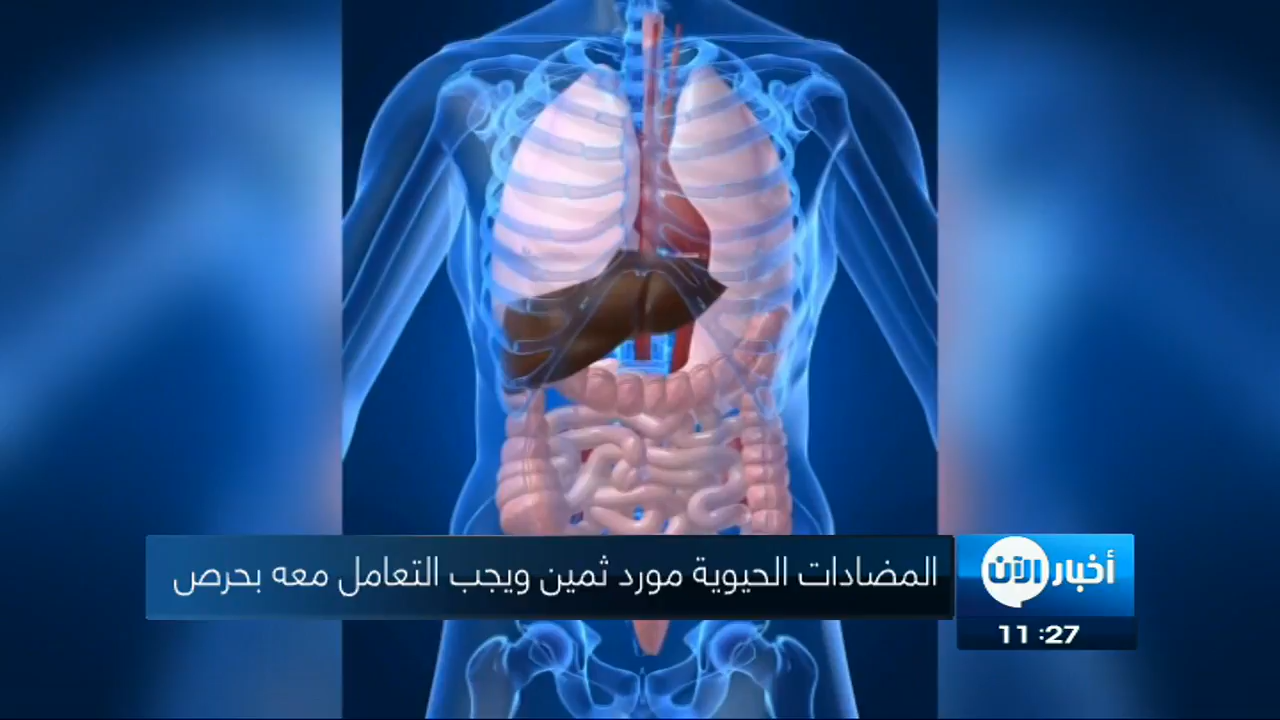 المضادات الحيوية مورد ثمين ويجب التعامل معه بحرص
أخبار الآن
11:27